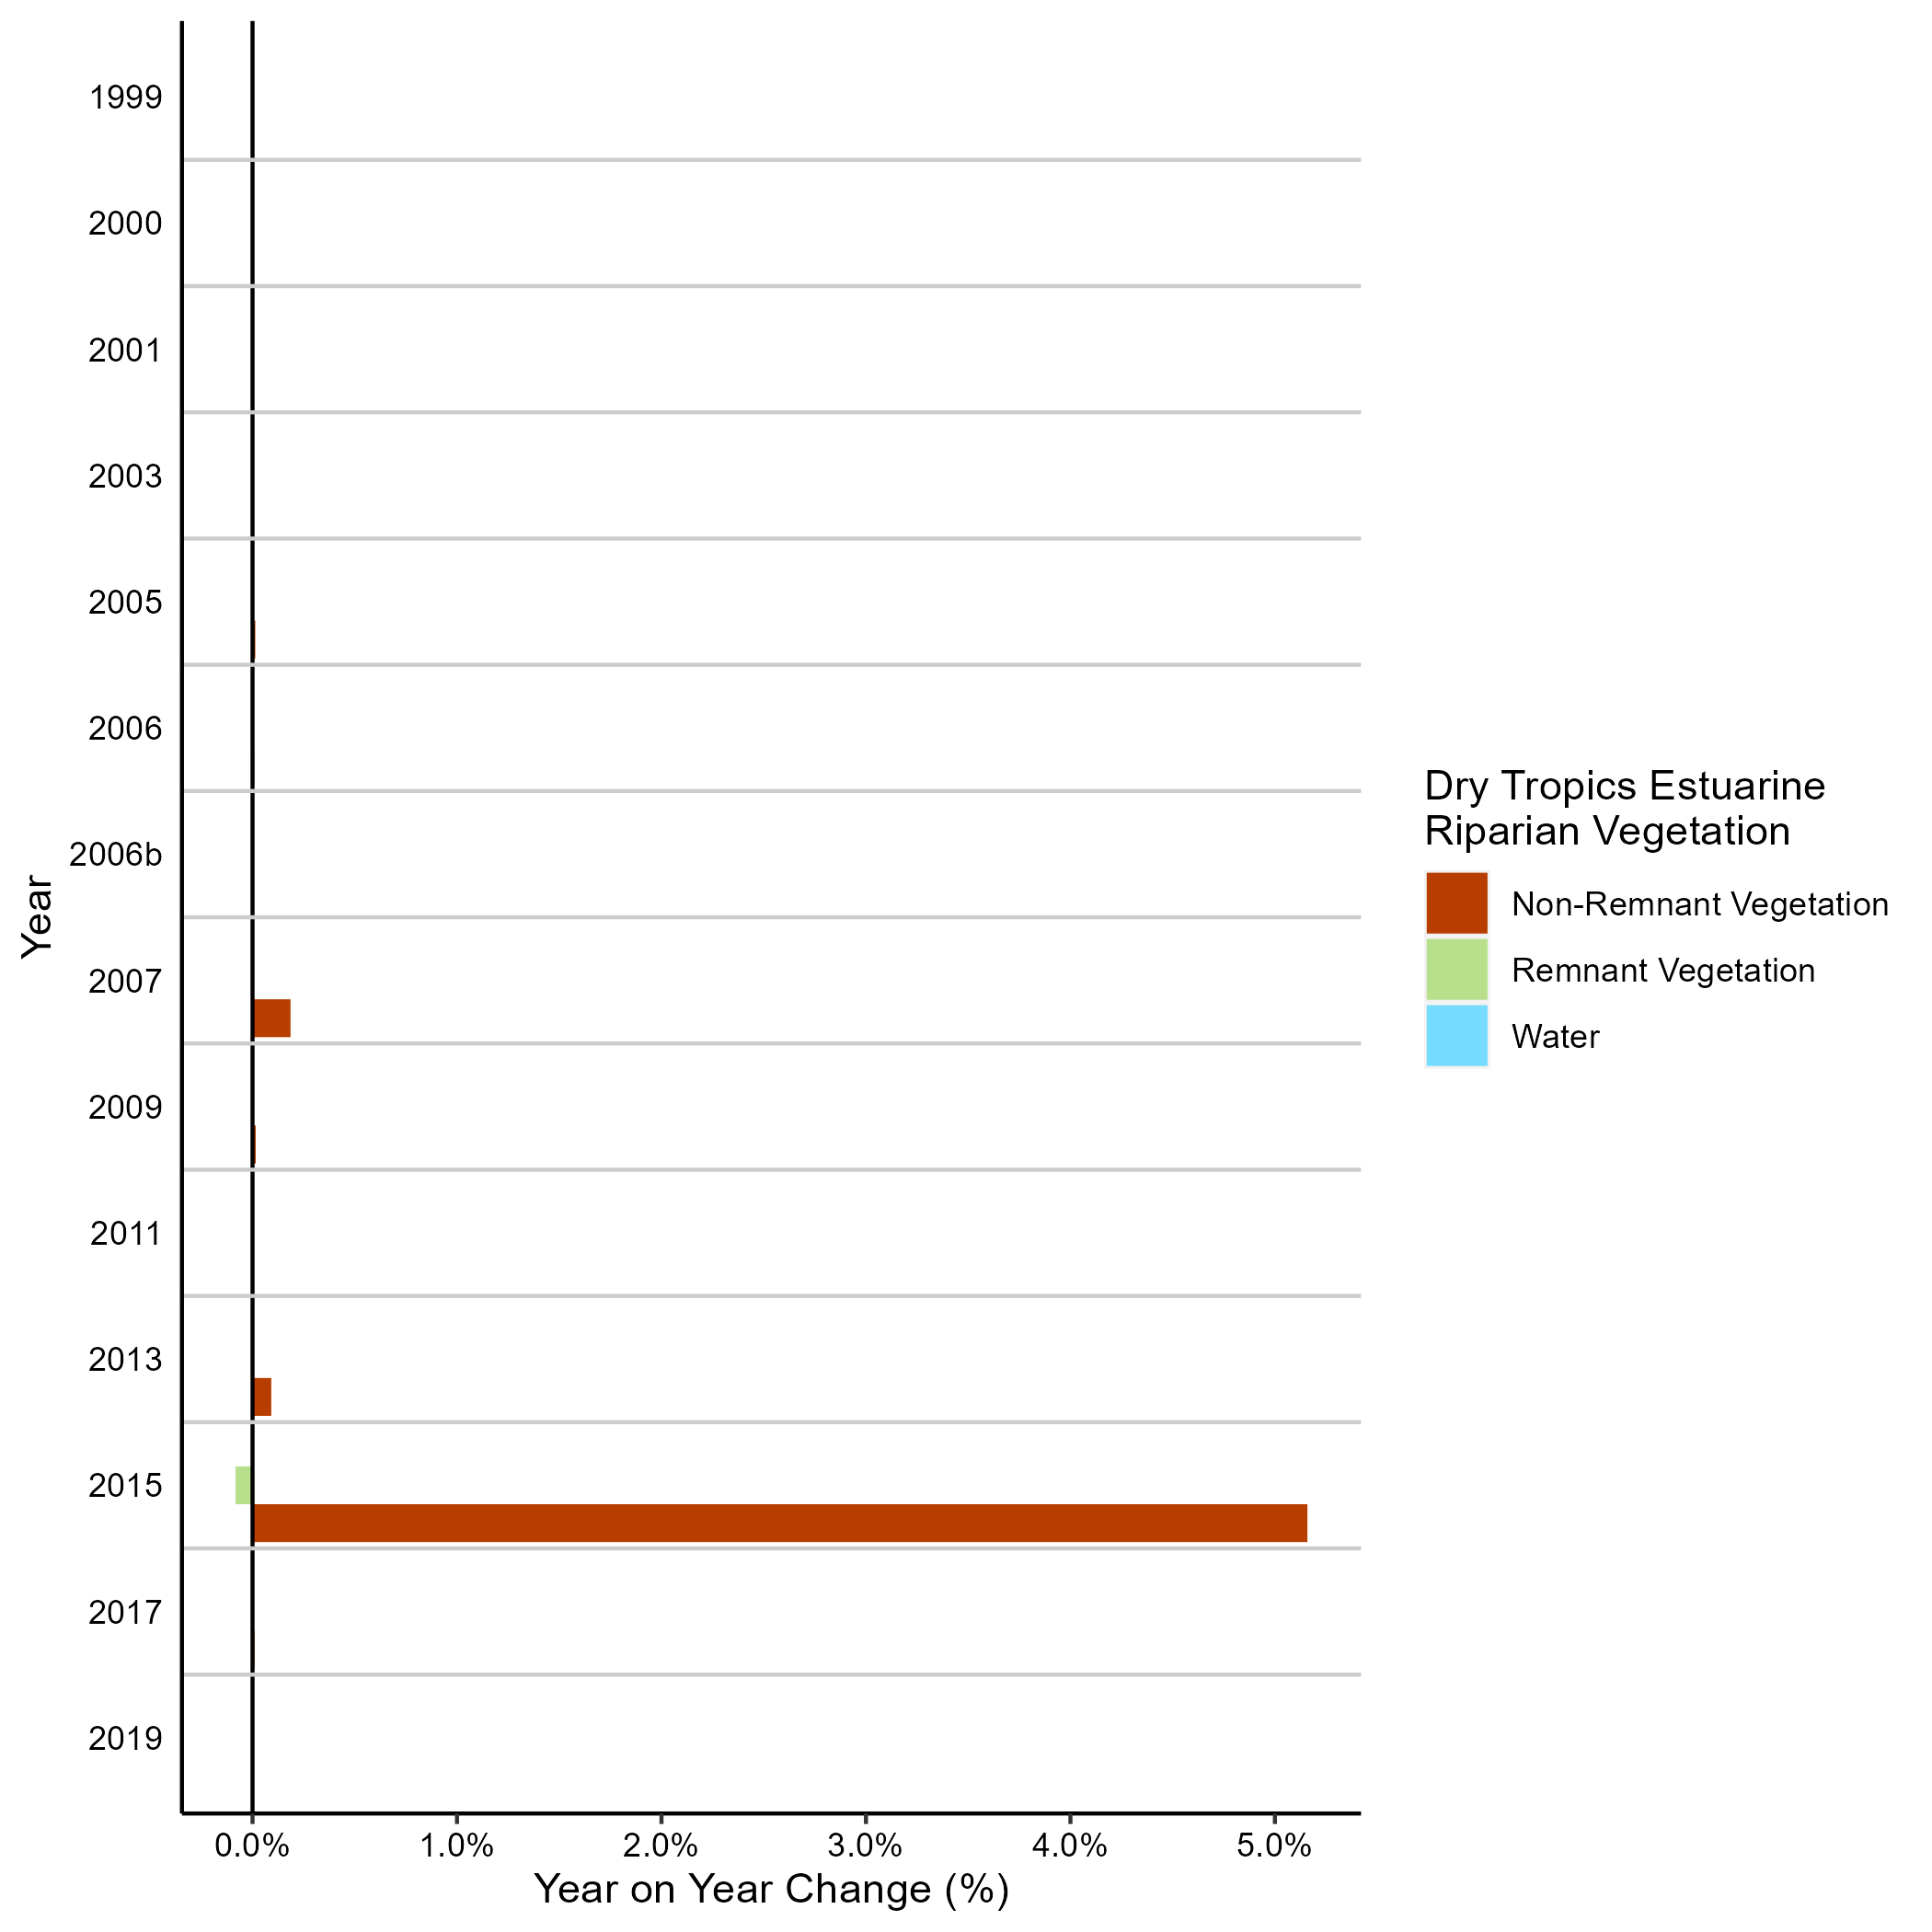 1999
2000
2001
2003
2005
2006
2006b
2007
2009
2011
2013
2015
2017
2019
Year
0.0%
1.0%
2.0%
3.0%
4.0%
5.0%
Year on Year Change (%)
Dry Tropics Estuarine
Riparian Vegetation
Non-Remnant Vegetation
Remnant Vegetation
Water